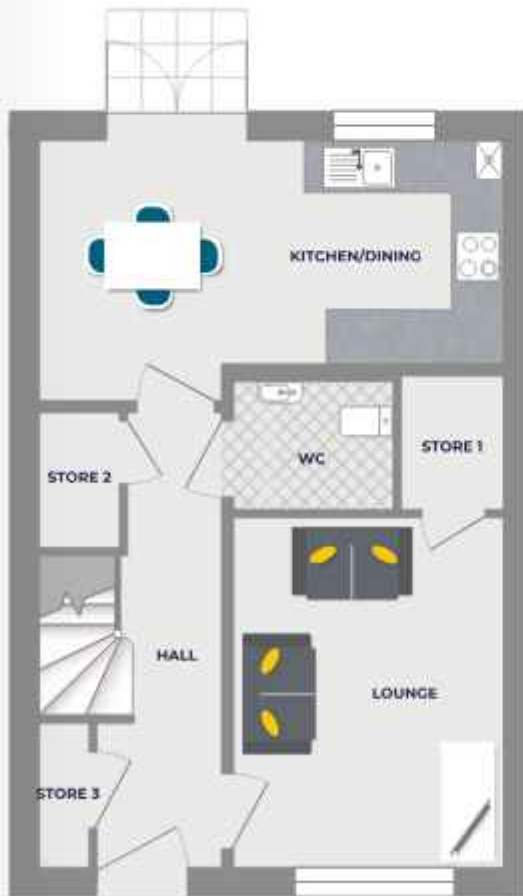 KITCHEN/DINING
WC
STORE 1
STORE 2
HALL
LOUNGE
STORE 3